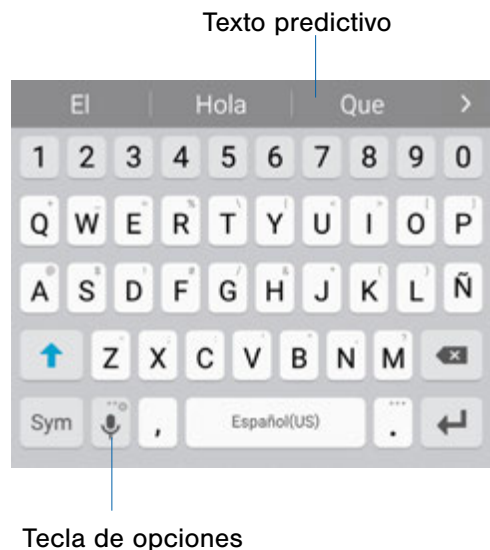 Texto predictivo
El Hola Que >
1 2 3 4 5 6 7 8 9 0
Q W E R T Y U I O P
A S D F G H J K L Ñ
Z X C V B N M
Sym , Español(US) .
Tecla de opciones